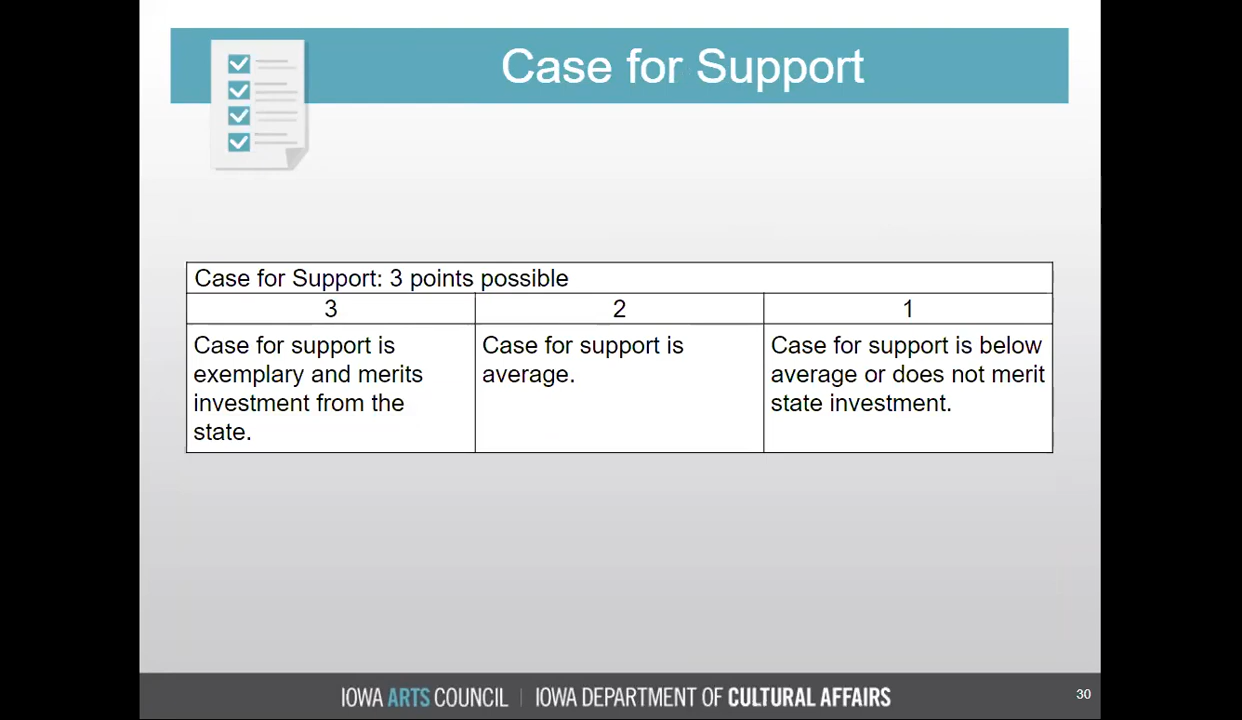 Case for Support
Case for Support: 3 points possible
3
2
1
Case for support is
exemplary and merits
investment from the
state.
Case for support is
average.
Case for support is below
average or does not merit
state investment.
IOWA ARTS COUNCIL | IOWA DEPARTMENT OF CULTURAL AFFAIRS
30